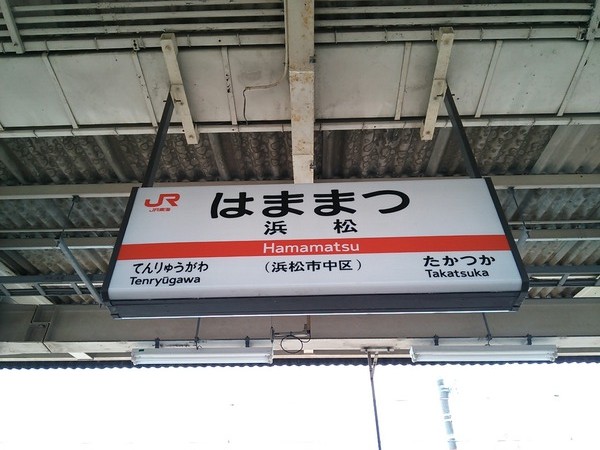 JR
JR東海
はままつ
浜松
Hamamatsu
てんりゅうがわ
Tenryūgawa
（浜松市中区）
たかつか
Takatsuka